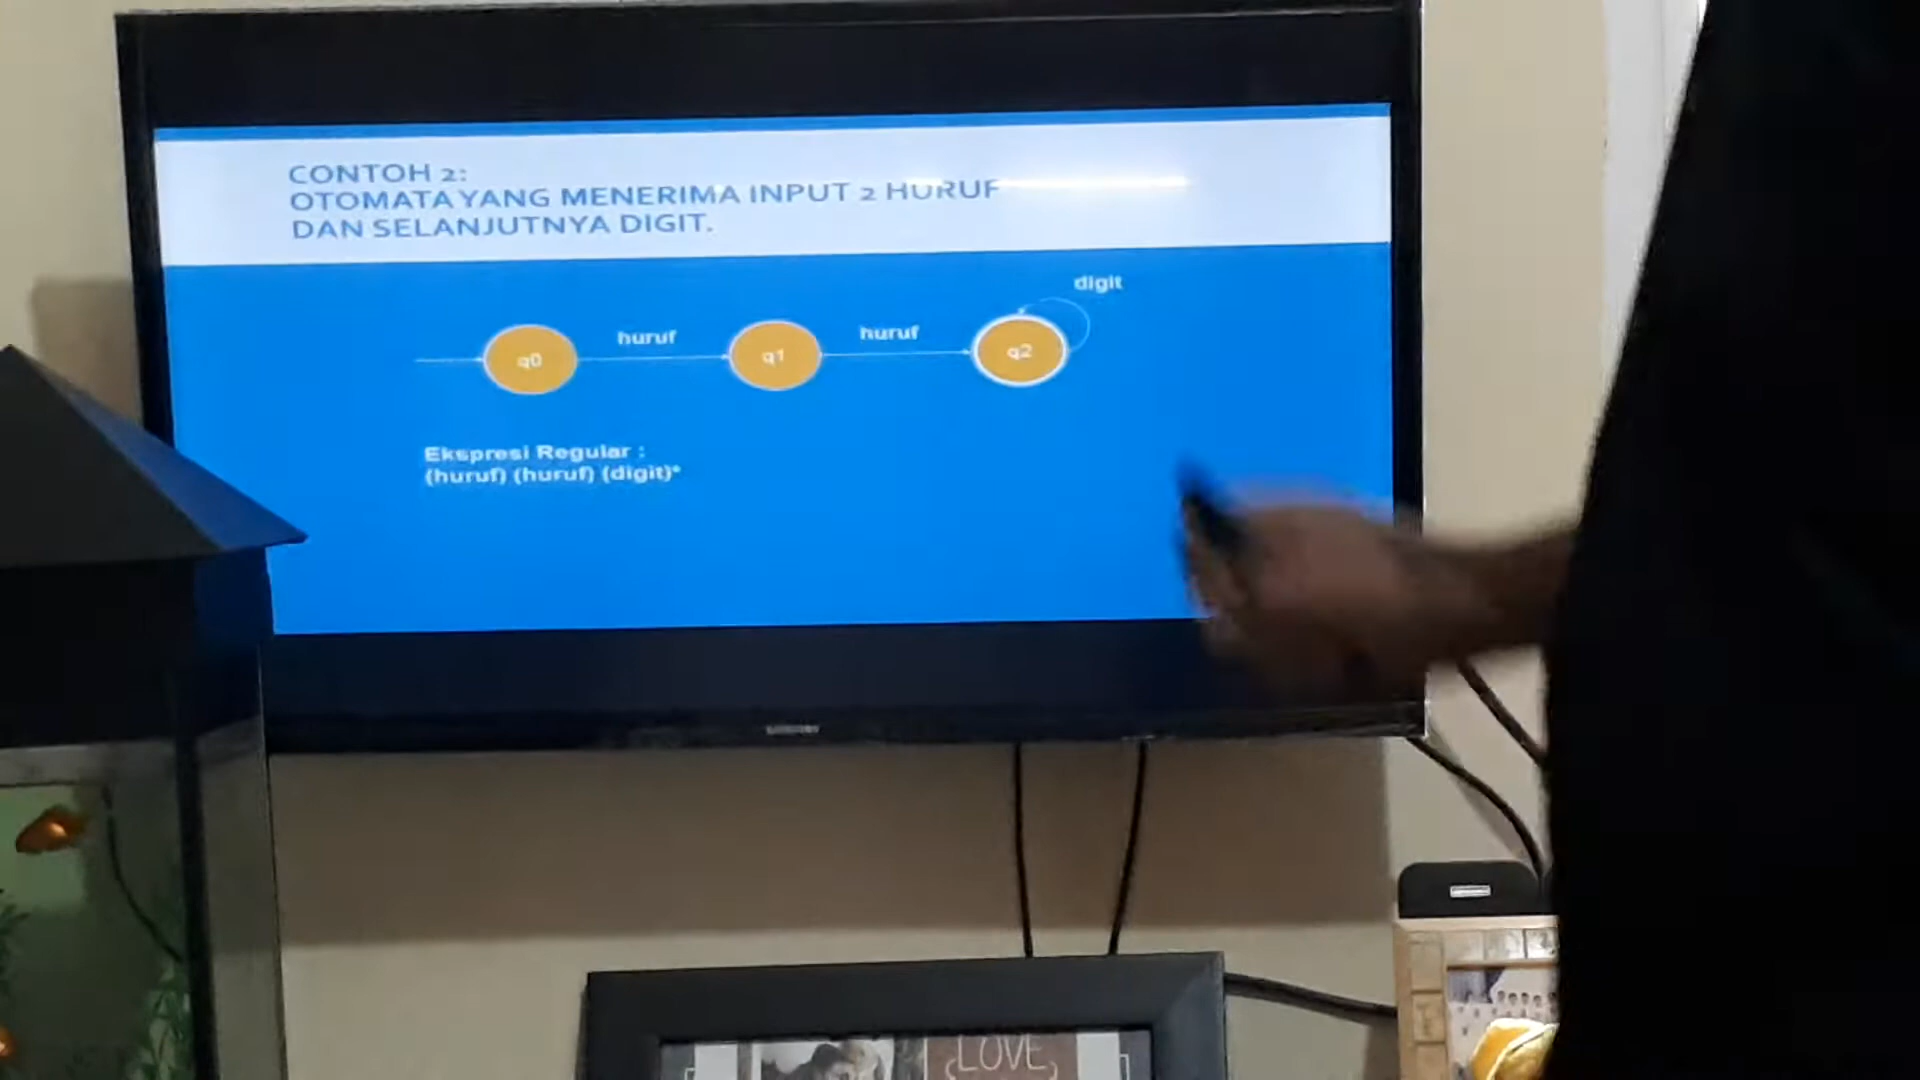 CONTOH 2:
OTOMATA YANG MENERIMA INPUT 2 HURUF
DAN SELANJUTNYA DIGIT.
digit
huruf
huruf
q0
q1
q2
Ekspresi Regular :
(huruf) (huruf) (digit)*
SAMSUNG
LOVE